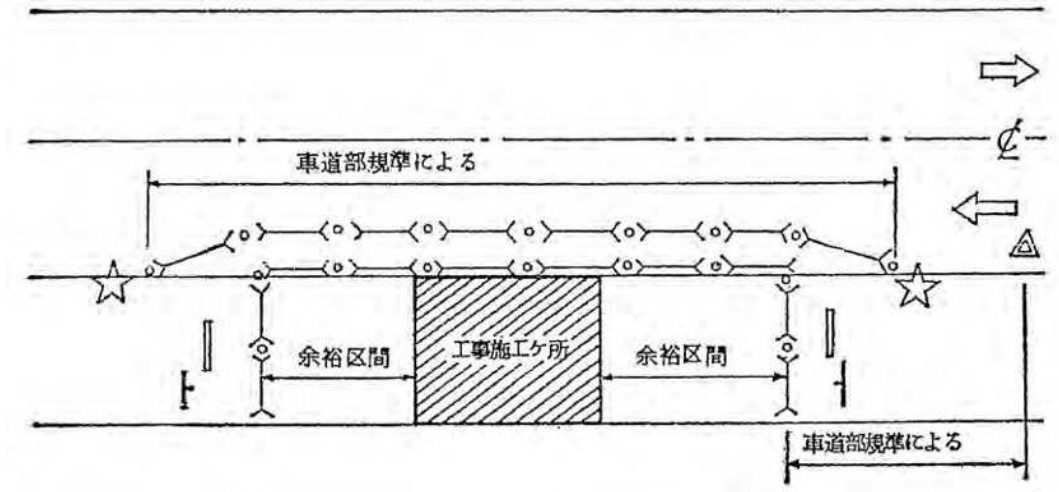 ℄
車道部規準による
余裕区間
工事施工ケ所
余裕区間
車道部規準による